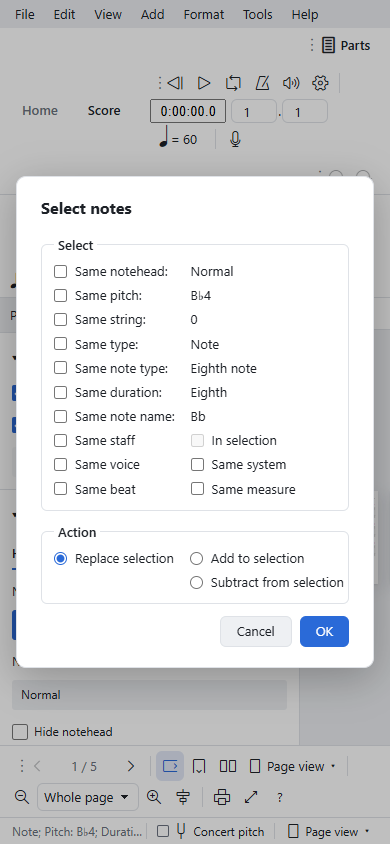 File Edit View Add Format Tools Help
Parts
Home Score 0:00:00.0 1 . 1
= 60
Select notes
Select
Same notehead: Normal
Same pitch: B♭4
Same string: 0
Same type: Note
Same note type: Eighth note
Same duration: Eighth
Same note name: Bb
Same staff In selection
Same voice Same system
Same beat Same measure
Action
Replace selection Add to selection
Subtract from selection
Cancel OK
Normal
Hide notehead
1 / 5 Page view
Whole page ?
Note; Pitch: B♭4; Durati... Concert pitch Page view